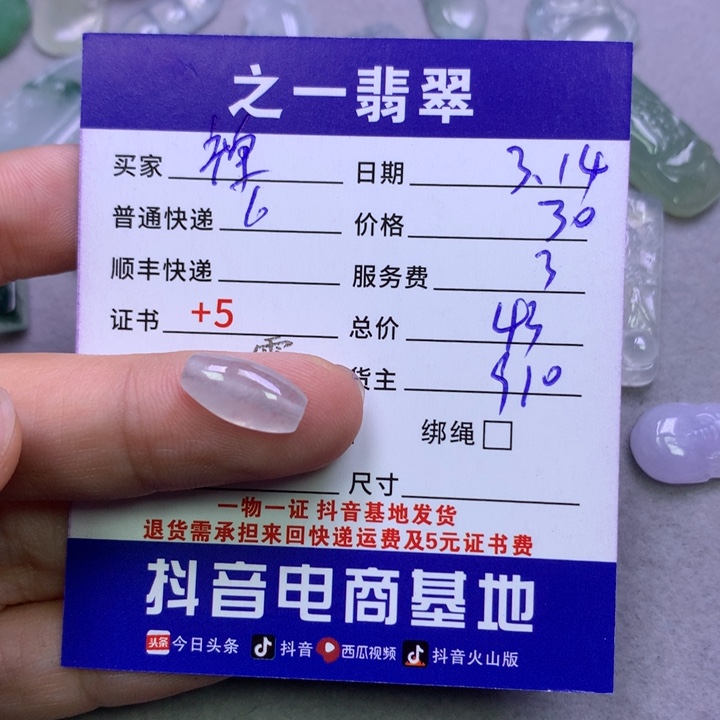 之一翡翠
买家 日期 3.14
普通快递 6 价格 30
顺丰快递 服务费 3
证书 +5 总价 43
货主 510
绑绳
尺寸
一物一证 抖音基地发货
退货需承担来回快递运费及5元证书费
抖音电商基地
头条 今日头条 抖音 西瓜视频 抖音火山版